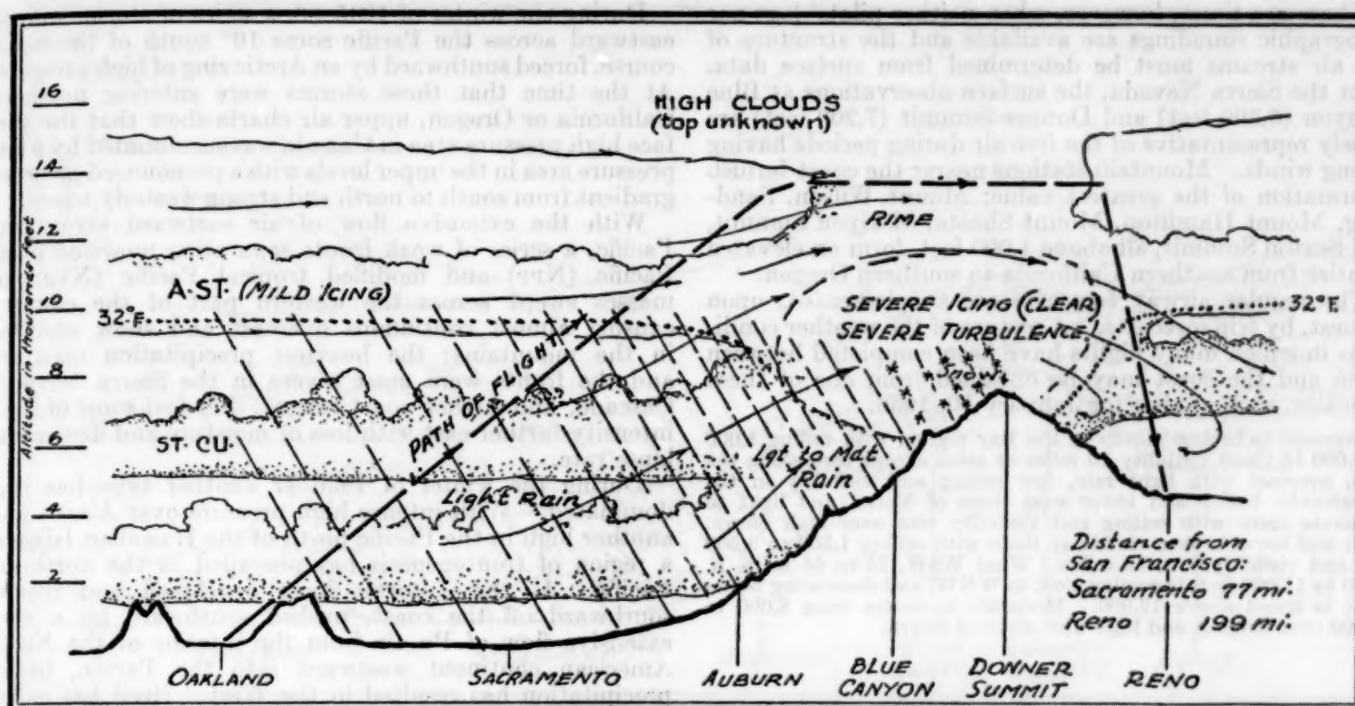 16
14
12
10
8
6
4
2
HIGH CLOUDS
(top unknown)
RIME
A.ST. (MILD ICING)
32°F.
SEVERE ICING (CLEAR)
SEVERE TURBLENCE
32°F.
Snow
PATH OF FLIGHT
ST. CU.
Light Rain
Lgt to Mdt
Rain
Distance from
San Francisco:
Sacramento 77 mi.
Reno 199 mi.
OAKLAND
SACRAMENTO
AUBURN
BLUE
CANYON
DONNER
SUMMIT
RENO